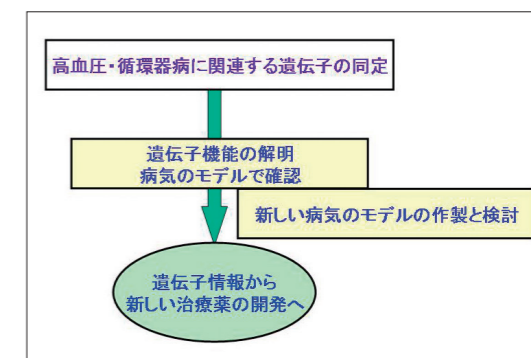 高血圧・循環器病に関連する遺伝子の同定
遺伝子機能の解明
病気のモデルで確認
新しい病気のモデルの作製と検討
遺伝子情報から
新しい治療薬の開発へ